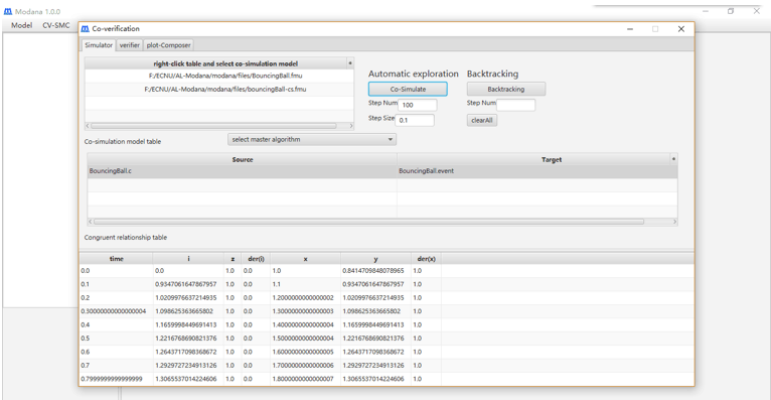 Modana 1.0.0
Model CV-SMC
Co-verification
Simulator verifier plot-Composer
right-click table and select co-simulation model
F:/ECNU/AL-Modana/modana/files/BouncingBall.fmu
F:/ECNU/AL-Modana/modana/files/bouncingBall-cs.fmu
Automatic exploration Backtracking
Co-Simulate Backtracking
Step Num 100 Step Num
Step Size 0.1 clearAll
Co-simulation model table select master algorithm
Source Target
BouncingBall.c BouncingBall.event
Congruent relationship table
time i z der(i) x y der(x)
0.0 0.0 1.0 0.0 1.0 0.8414709848078965 1.0
0.1 0.9347061647867957 1.0 0.0 1.1 0.9347061647867957 1.0
0.2 1.0209976637214935 1.0 0.0 1.2000000000000002 1.0209976637214935 1.0
0.30000000000000004 1.098625363665802 1.0 0.0 1.3000000000000003 1.098625363665802 1.0
0.4 1.1659998449691413 1.0 0.0 1.4000000000000004 1.1659998449691413 1.0
0.5 1.2216768690821376 1.0 0.0 1.5000000000000004 1.2216768690821376 1.0
0.6 1.2643717098368672 1.0 0.0 1.6000000000000005 1.2643717098368672 1.0
0.7 1.2929727234913126 1.0 0.0 1.7000000000000006 1.2929727234913126 1.0
0.7999999999999999 1.3065537014224606 1.0 0.0 1.8000000000000007 1.3065537014224606 1.0